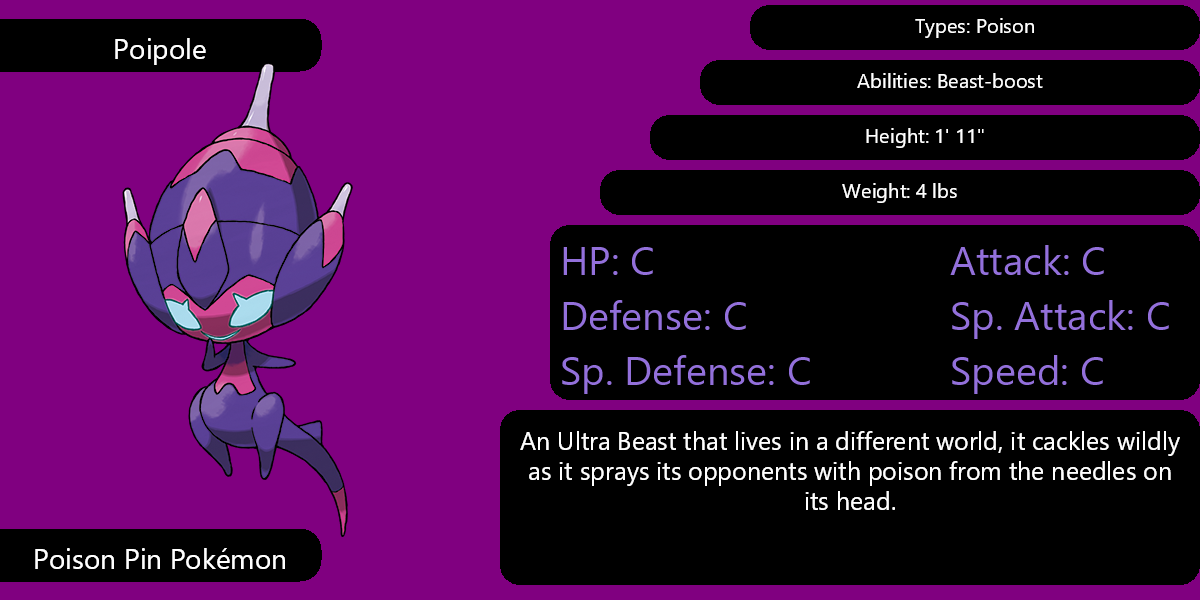 Poipole
Types: Poison
Abilities: Beast-boost
Height: 1' 11"
Weight: 4 lbs
HP: C
Attack: C
Defense: C
Sp. Attack: C
Sp. Defense: C
Speed: C
An Ultra Beast that lives in a different world, it cackles wildly
as it sprays its opponents with poison from the needles on
its head.
Poison Pin Pokémon